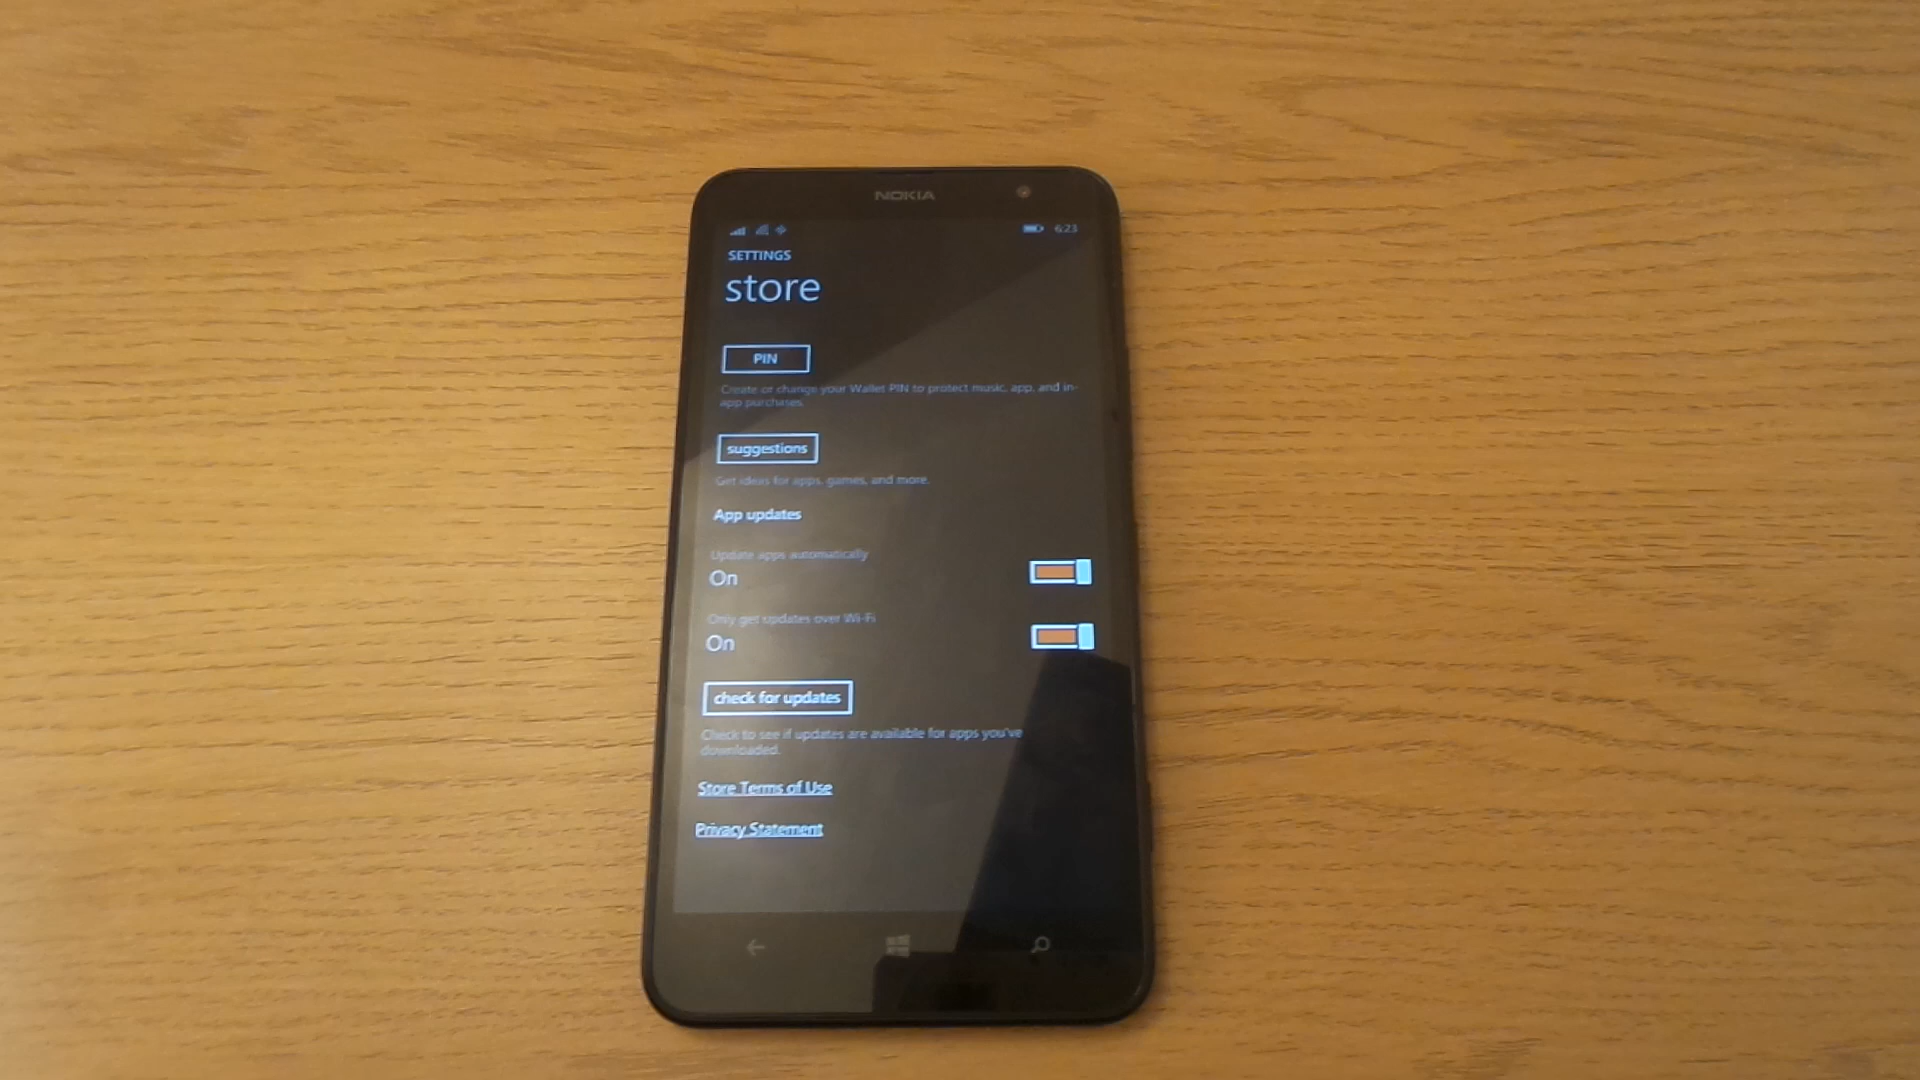 NOKIA
6:23
SETTINGS
store
PIN
Create or change your Wallet PIN to protect music, app, and in-
app purchases.
suggestions
Get ideas for apps, games, and more.
App updates
Update apps automatically
On
Only get updates over Wi-Fi
On
check for updates
Check to see if updates are available for apps you've
downloaded.
Store Terms of Use
Privacy Statement